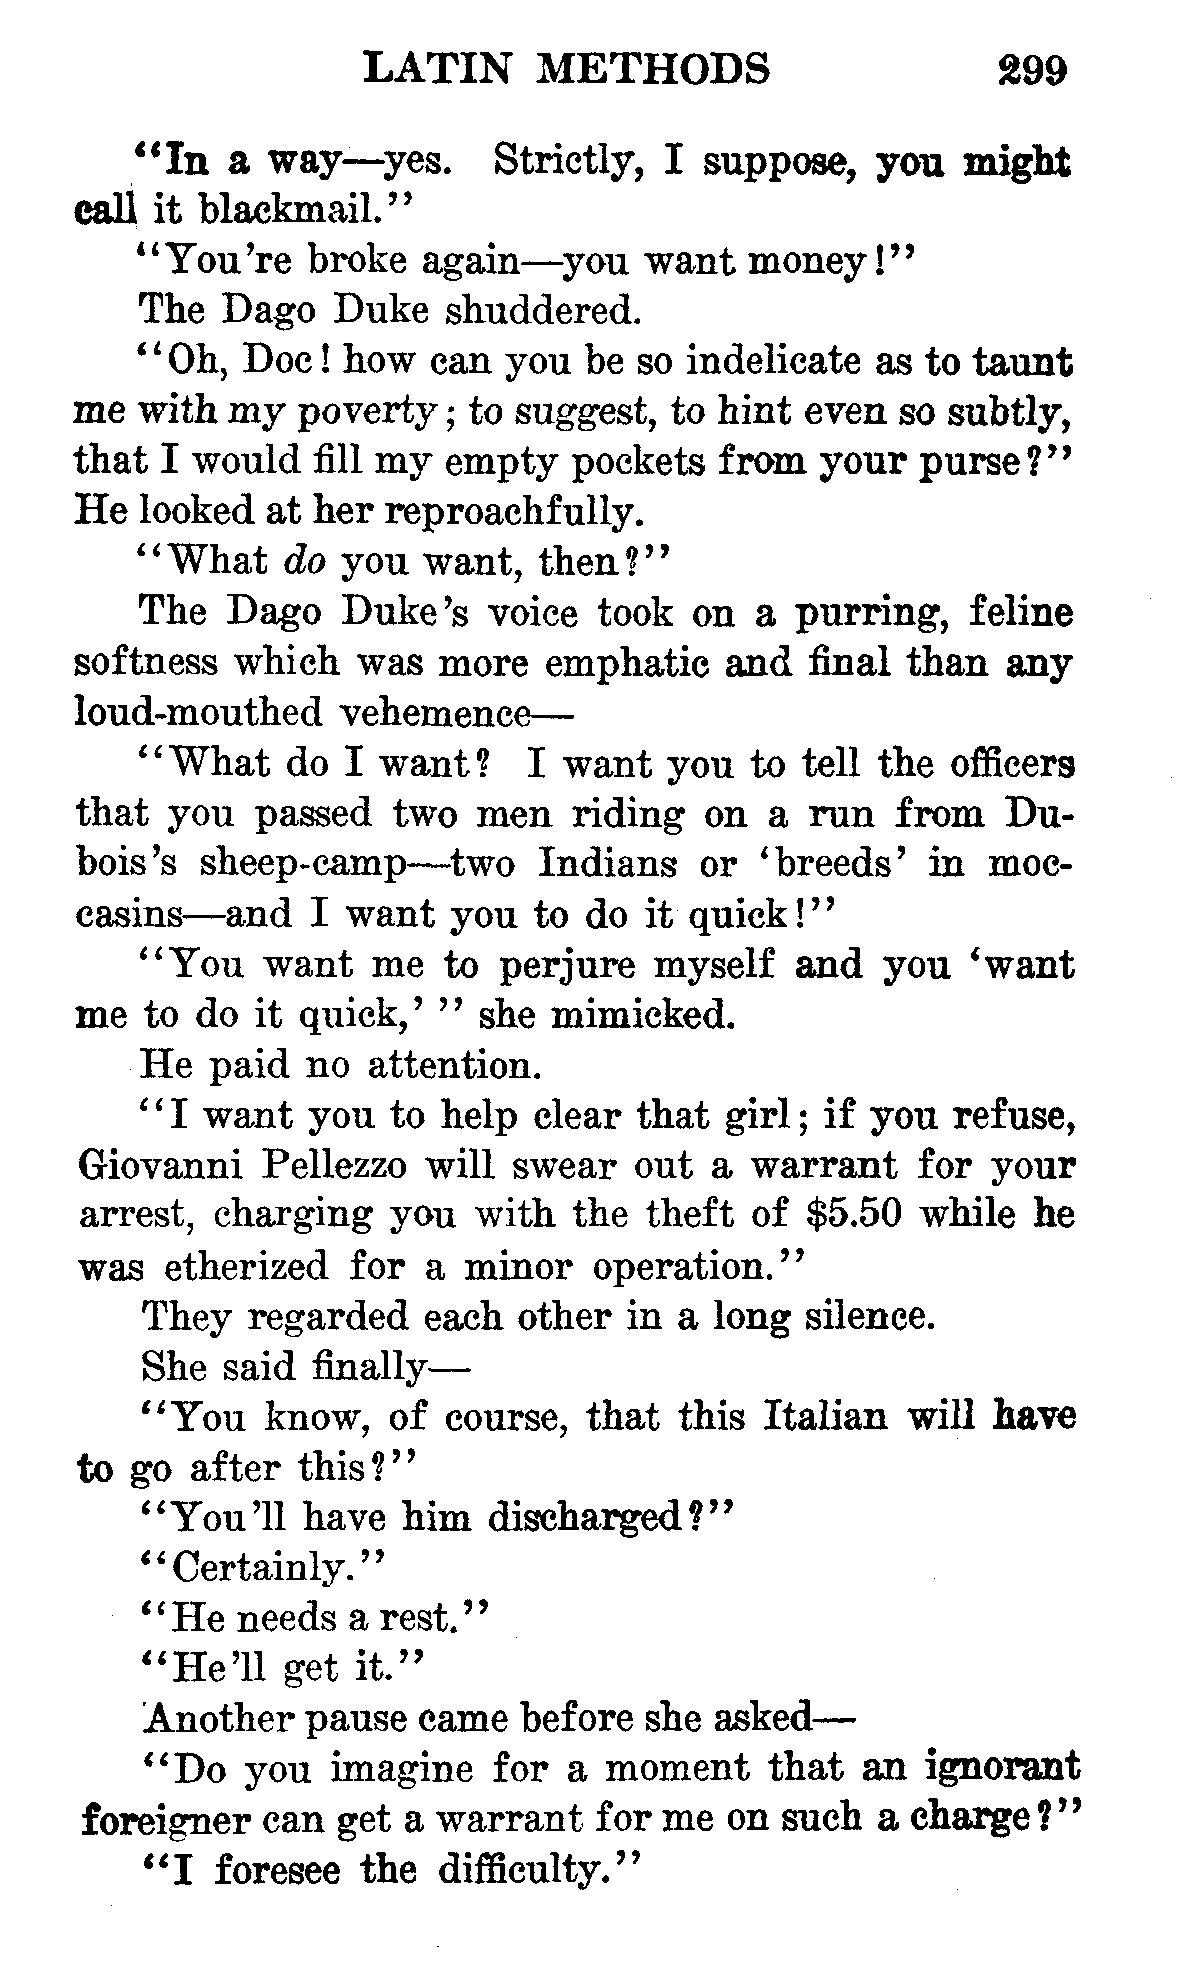 LATIN METHODS 299
“In a way—yes. Strictly, I suppose, you might
call it blackmail.”
“You're broke again—you want money!”
The Dago Duke shuddered.
“Oh, Doc! how can you be so indelicate as to taunt
me with my poverty; to suggest, to hint even so subtly,
that I would fill my empty pockets from your purse?”
He looked at her reproachfully.
“What do you want, then?”
The Dago Duke's voice took on a purring, feline
softness which was more emphatic and final than any
loud-mouthed vehemence—
“What do I want? I want you to tell the officers
that you passed two men riding on a run from Du-
bois's sheep-camp—two Indians or ‘breeds’ in moc-
casins—and I want you to do it quick!”
“You want me to perjure myself and you ‘want
me to do it quick,’ ” she mimicked.
He paid no attention.
“I want you to help clear that girl; if you refuse,
Giovanni Pellezzo will swear out a warrant for your
arrest, charging you with the theft of $5.50 while he
was etherized for a minor operation.”
They regarded each other in a long silence.
She said finally—
“You know, of course, that this Italian will have
to go after this?”
“You'll have him discharged?”
“Certainly.”
“He needs a rest.”
“He'll get it.”
Another pause came before she asked—
“Do you imagine for a moment that an ignorant
foreigner can get a warrant for me on such a charge?”
“I foresee the difficulty.”